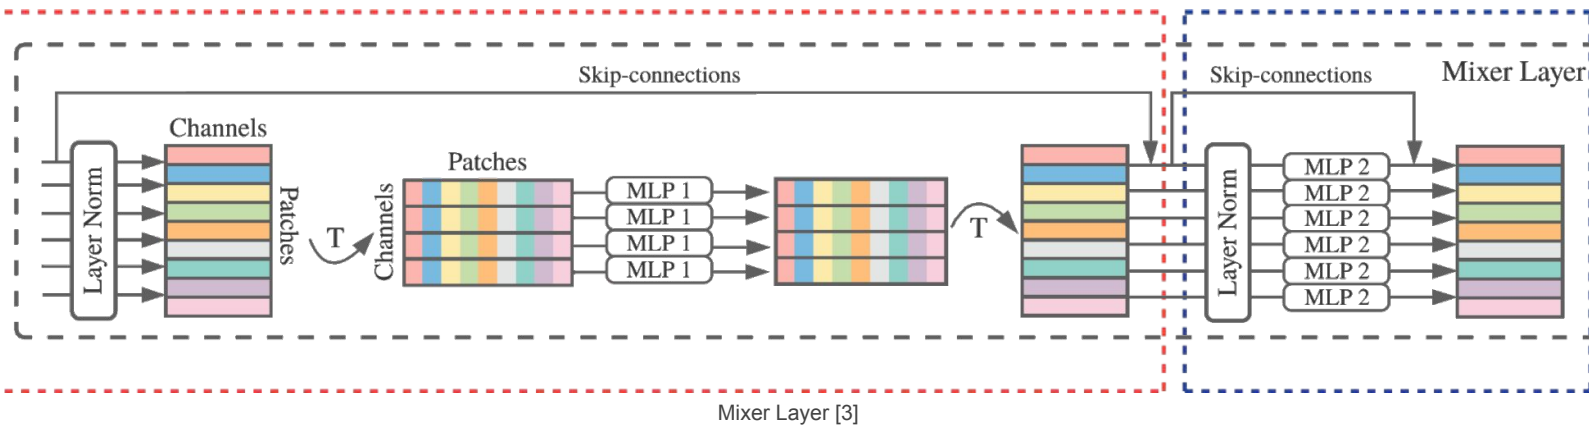 Skip-connections
Skip-connections
Mixer Layer
Channels
Patches
Layer Norm
Patches
T
Channels
MLP 1
MLP 1
MLP 1
MLP 1
T
Layer Norm
MLP 2
MLP 2
MLP 2
MLP 2
MLP 2
MLP 2
Mixer Layer [3]